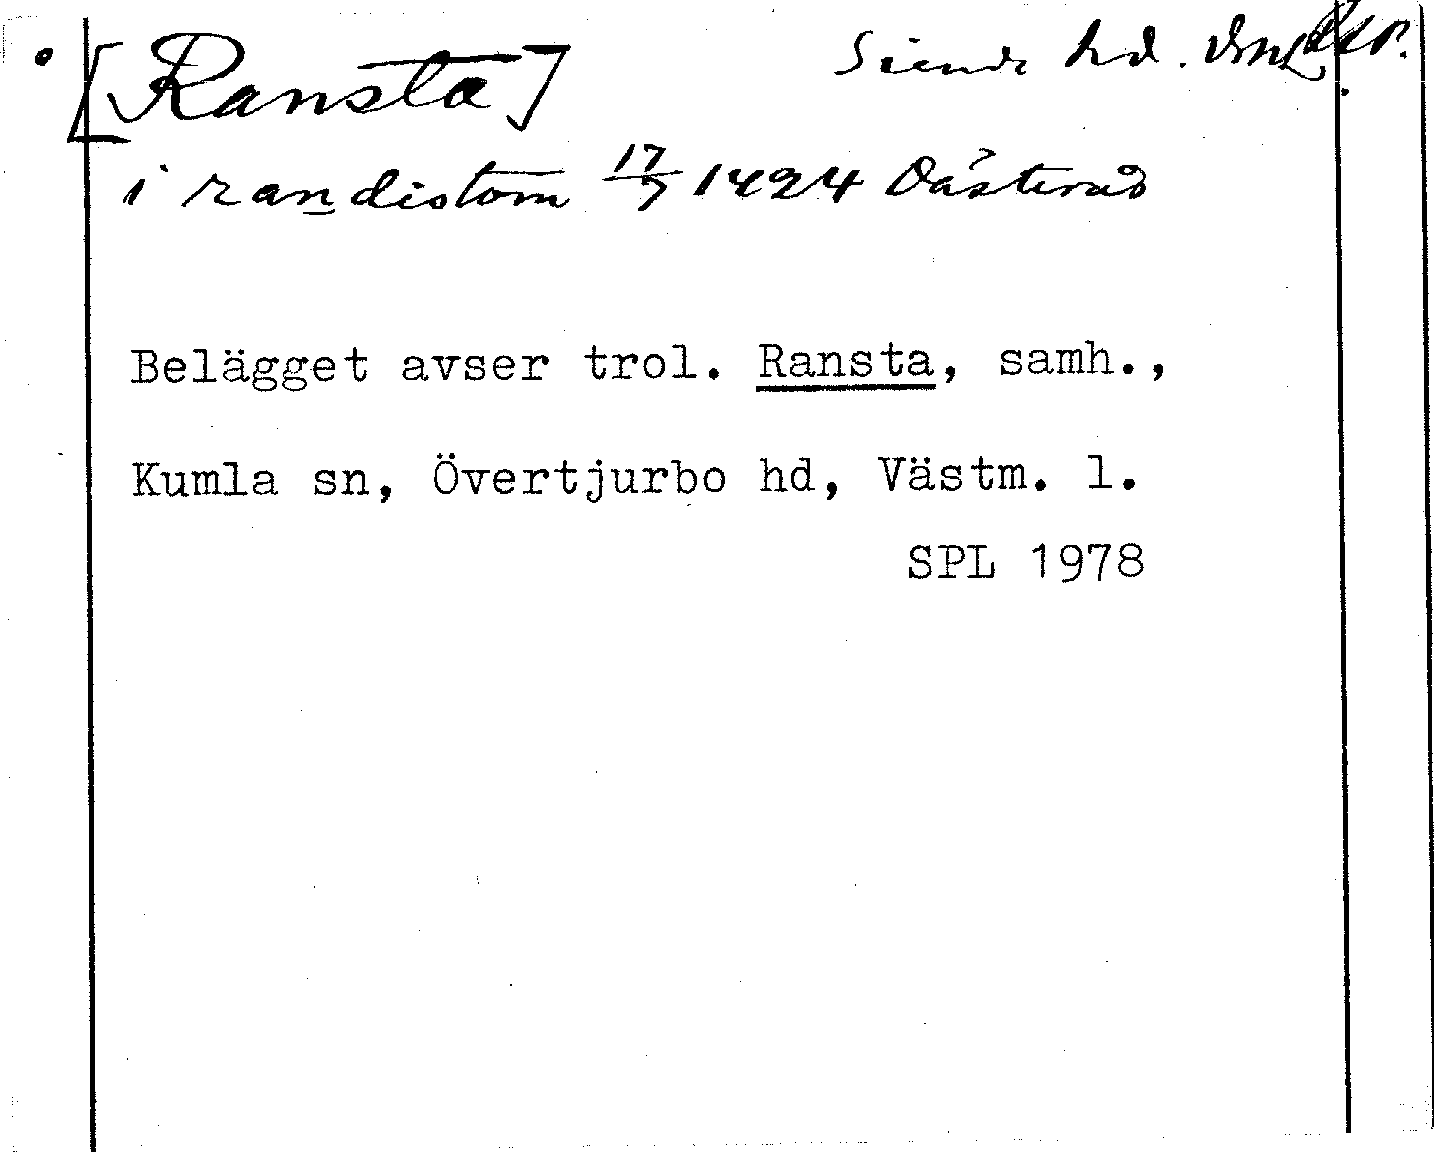 [Ransta] Siende hd.
i randistom 17/7 1424 Västerås
Belägget avser trol. Ransta, samh.,
Kumla sn, Övertjurbo hd, Västm. l.
SPL 1978